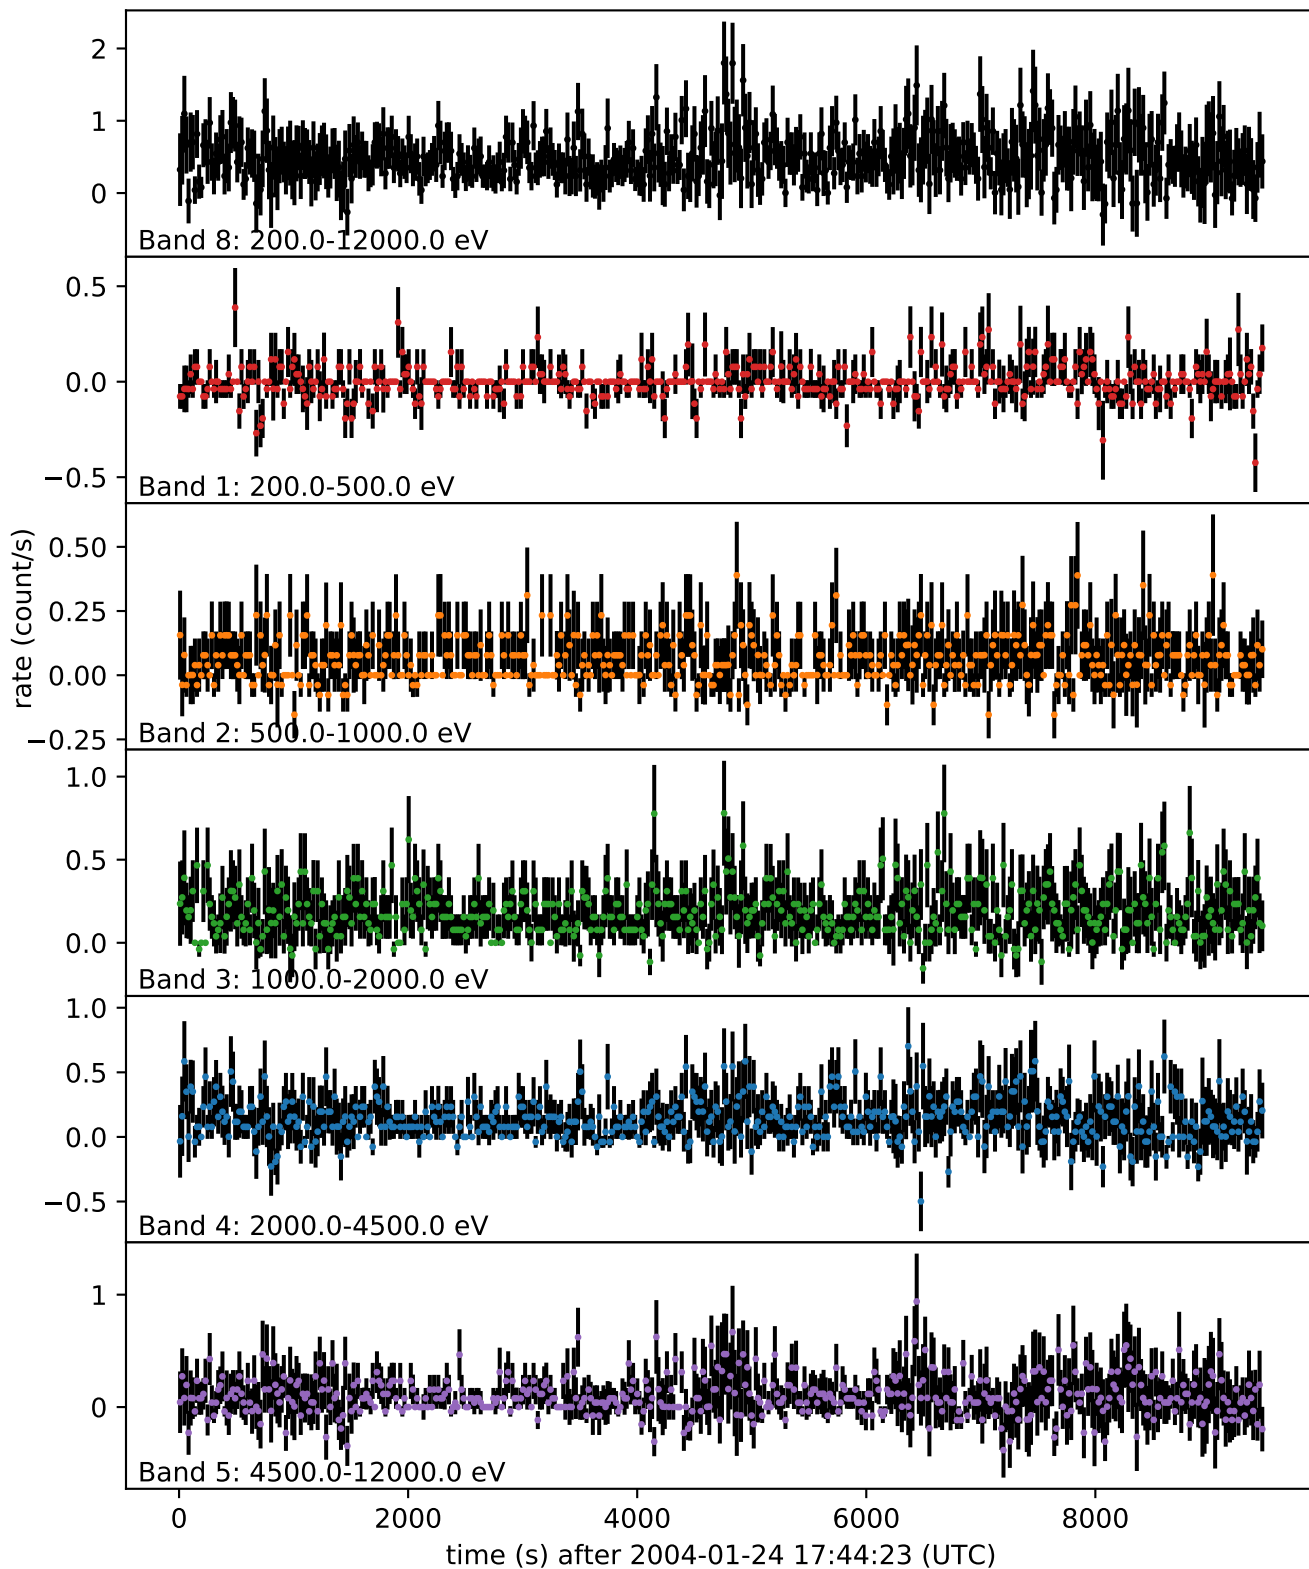 2
1
0
Band 8: 200.0-12000.0 eV
0.5
0.0
−0.5
Band 1: 200.0-500.0 eV
0.50
0.25
0.00
−0.25
Band 2: 500.0-1000.0 eV
rate (count/s)
1.0
0.5
0.0
Band 3: 1000.0-2000.0 eV
1.0
0.5
0.0
−0.5
Band 4: 2000.0-4500.0 eV
1
0
Band 5: 4500.0-12000.0 eV
0 2000 4000 6000 8000
time (s) after 2004-01-24 17:44:23 (UTC)